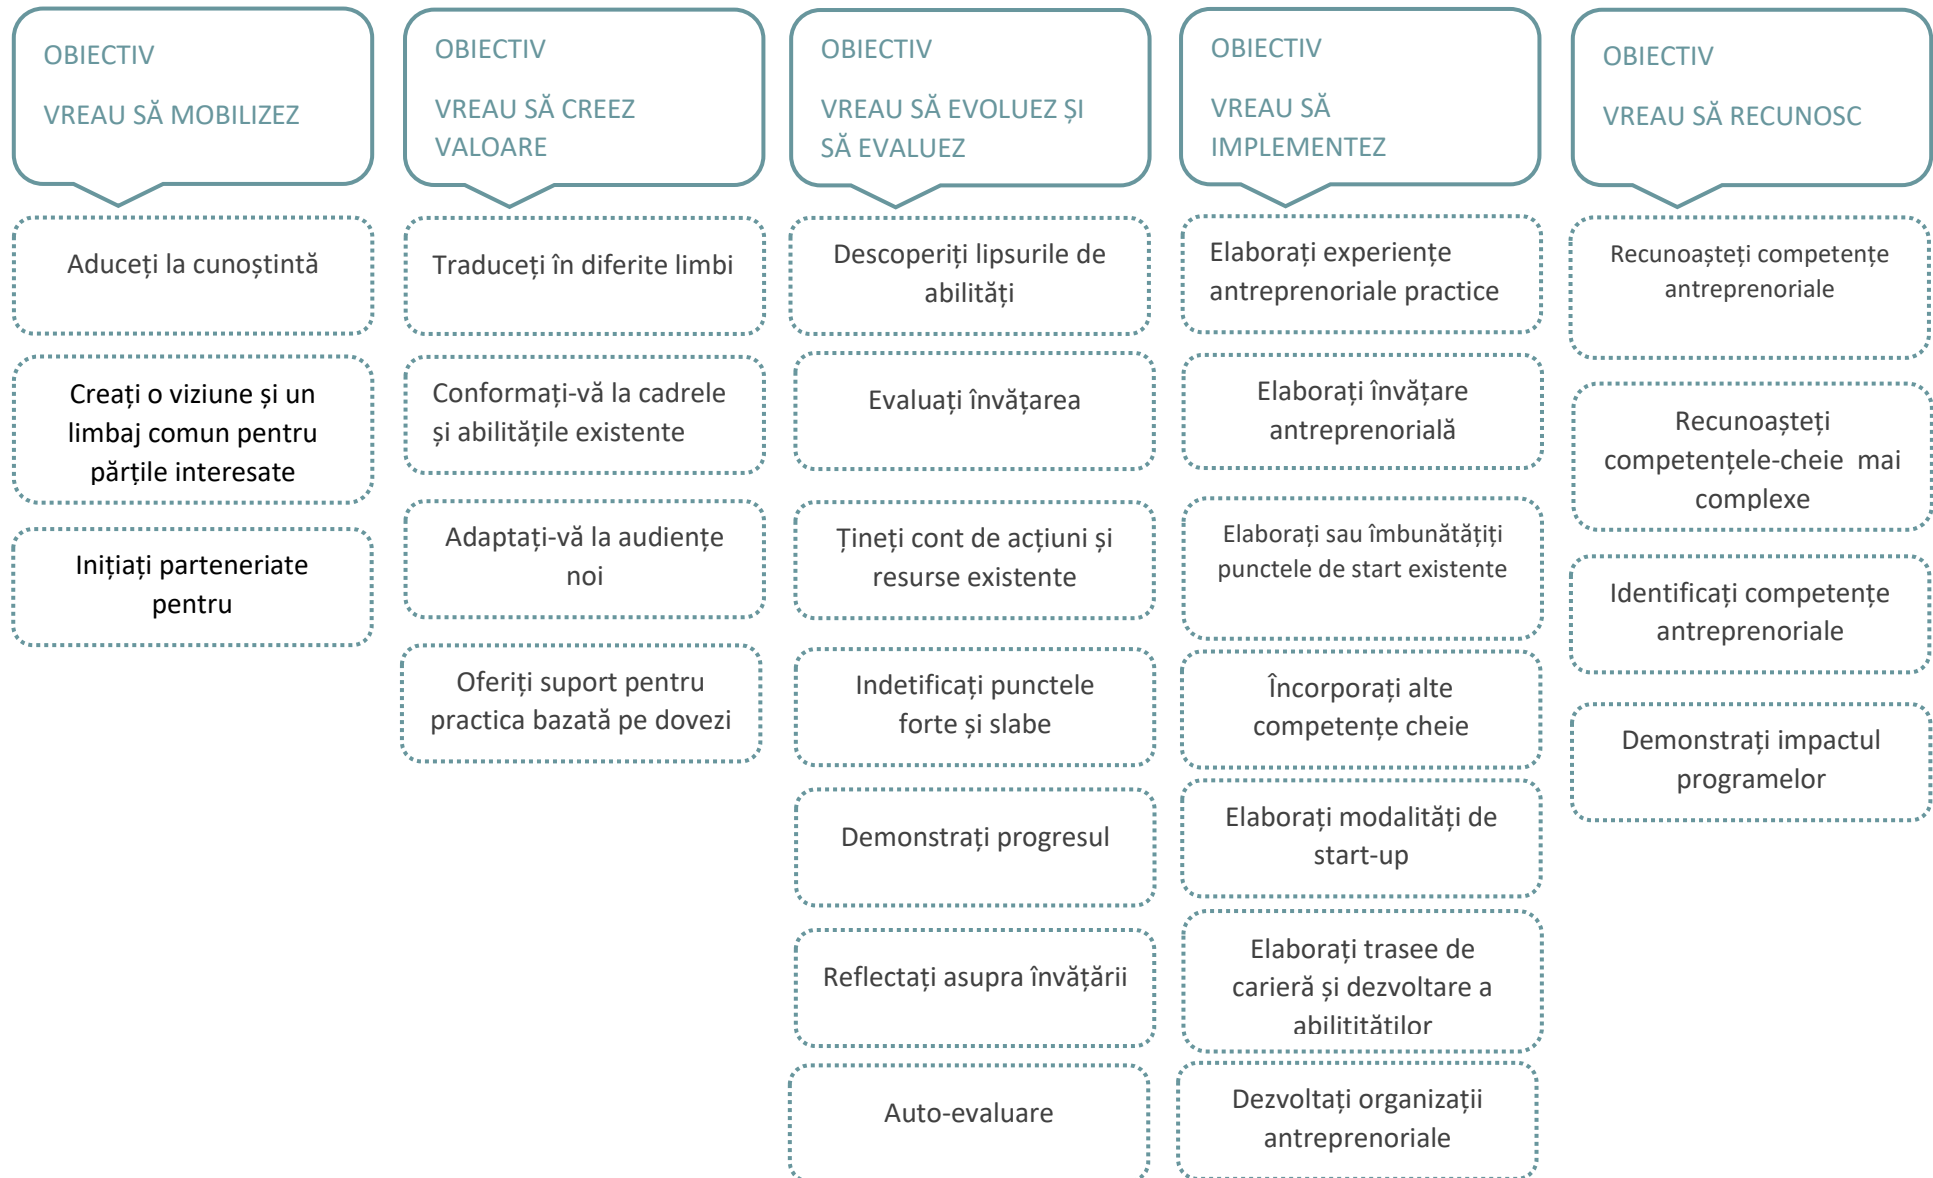 OBIECTIV
VREAU SĂ MOBILIZEZ
Aduceți la cunoștintă
Creați o viziune și un
limbaj comun pentru
părțile interesate
Inițiați parteneriate
pentru
OBIECTIV
VREAU SĂ CREEZ
VALOARE
Traduceți în diferite limbi
Conformați-vă la cadrele
și abilitățile existente
Adaptați-vă la audiențe
noi
Oferiți suport pentru
practica bazată pe dovezi
OBIECTIV
VREAU SĂ EVOLUEZ ȘI
SĂ EVALUEZ
Descoperiți lipsurile de
abilități
Evaluați învățarea
Țineți cont de acțiuni și
resurse existente
Indetificați punctele
forte și slabe
Demonstrați progresul
Reflectați asupra învățării
Auto-evaluare
OBIECTIV
VREAU SĂ
IMPLEMENTEZ
Elaborați experiențe
antreprenoriale practice
Elaborați învățare
antreprenorială
Elaborați sau îmbunătățiți
punctele de start existente
Încorporați alte
competențe cheie
Elaborați modalități de
start-up
Elaborați trasee de
carieră și dezvoltare a
abilitităților
Dezvoltați organizații
antreprenoriale
OBIECTIV
VREAU SĂ RECUNOSC
Recunoașteți competențe
antreprenoriale
Recunoașteți
competențele-cheie mai
complexe
Identificați competențe
antreprenoriale
Demonstrați impactul
programelor